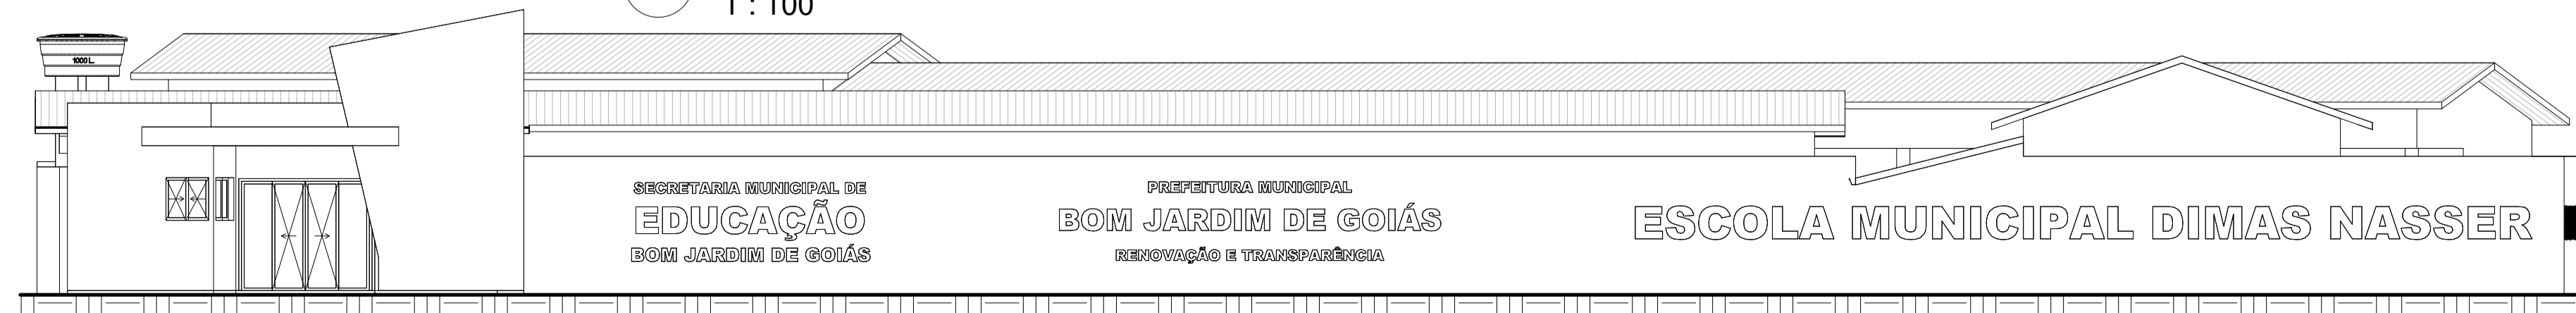 1 : 100
1000 L.
SECRETARIA MUNICIPAL DE
EDUCAÇÃO
BOM JARDIM DE GOIÁS
PREFEITURA MUNICIPAL
BOM JARDIM DE GOIÁS
RENOVAÇÃO E TRANSPARÊNCIA
ESCOLA MUNICIPAL DIMAS NASSER